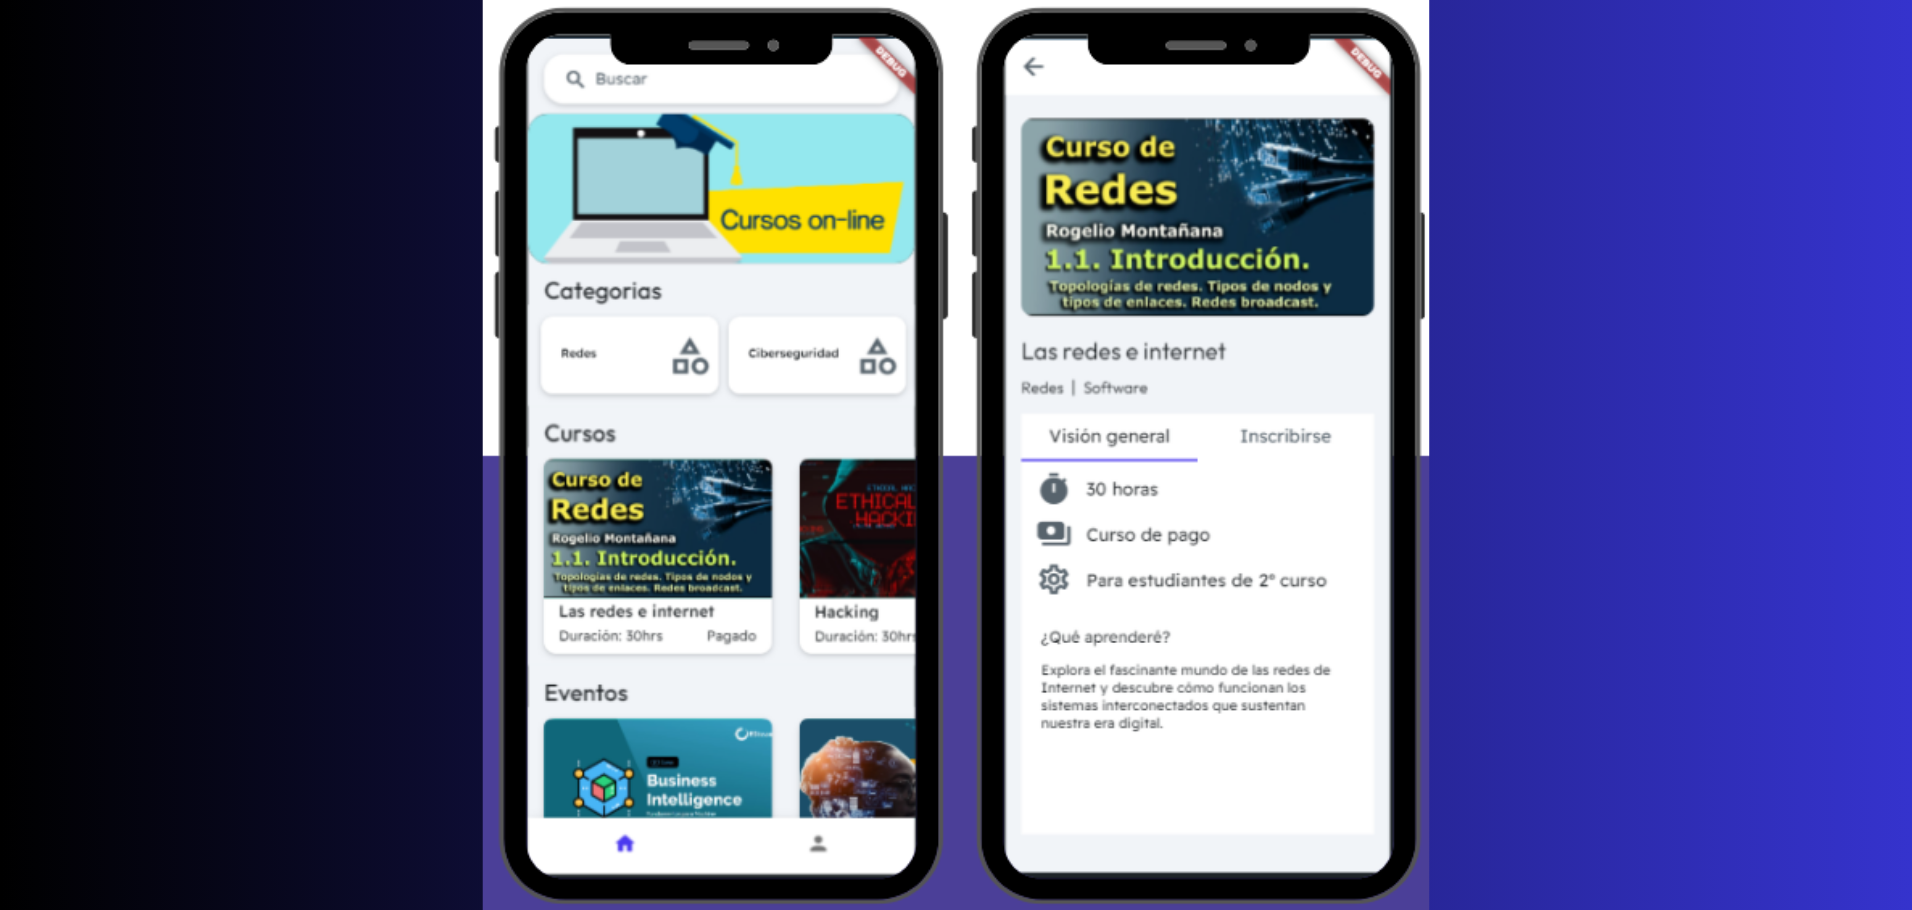 Buscar
DEBUG
Cursos on-line
Categorias
Redes
Ciberseguridad
Cursos
Curso de
Redes
Rogelio Montañana
1.1. Introducción.
Topologías de redes. Tipos de nodos y
tipos de enlaces. Redes broadcast.
Las redes e internet
Duración: 30hrs
Pagado
ETHICAL
HACKI
Hacking
Duración: 30hrs
Eventos
Business
Intelligence
DEBUG
Curso de
Redes
Rogelio Montañana
1.1. Introducción.
Topologías de redes. Tipos de nodos y
tipos de enlaces. Redes broadcast.
Las redes e internet
Redes | Software
Visión general
Inscribirse
30 horas
Curso de pago
Para estudiantes de 2° curso
¿Qué aprenderé?
Explora el fascinante mundo de las redes de
Internet y descubre cómo funcionan los
sistemas interconectados que sustentan
nuestra era digital.